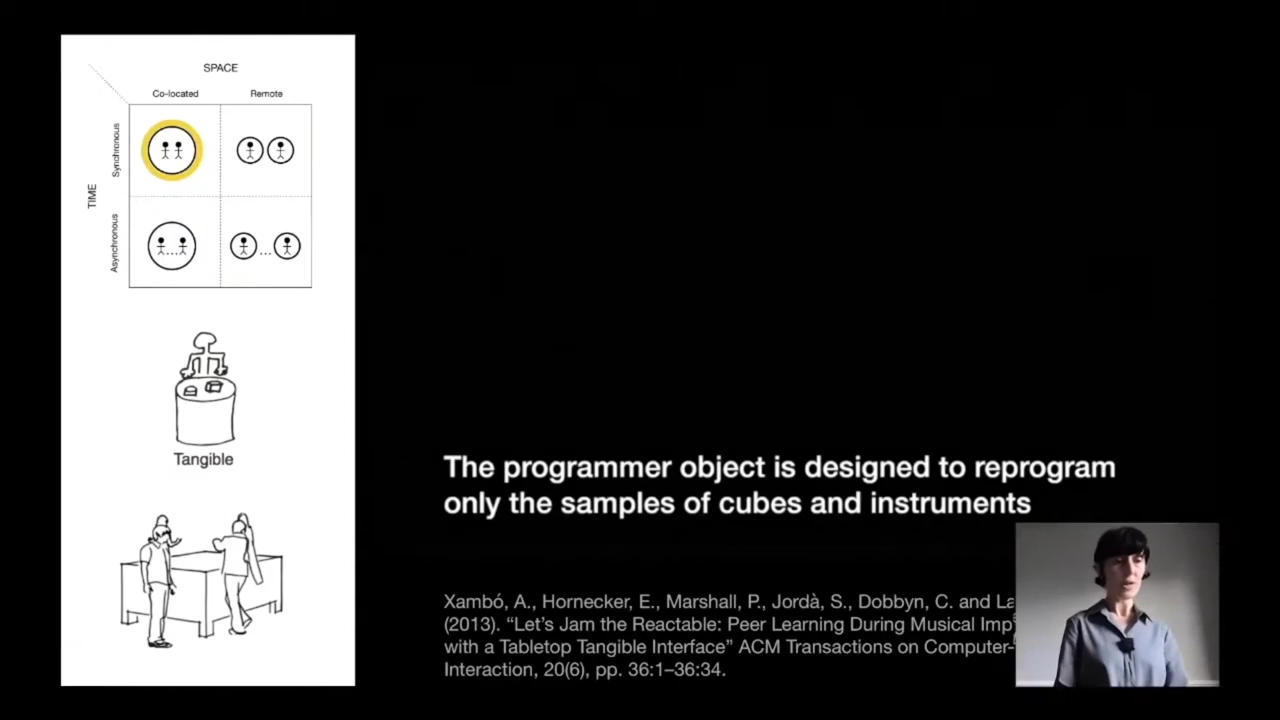 SPACE
Co-located Remote
TIME
Synchronous
Asynchronous
Tangible
The programmer object is designed to reprogram
only the samples of cubes and instruments
Xambó, A., Hornecker, E., Marshall, P., Jordà, S., Dobbyn, C. and
(2013). “Let’s Jam the Reactable: Peer Learning During Musical
with a Tabletop Tangible Interface” ACM Transactions on Computer-
Interaction, 20(6), pp. 36:1–36:34.